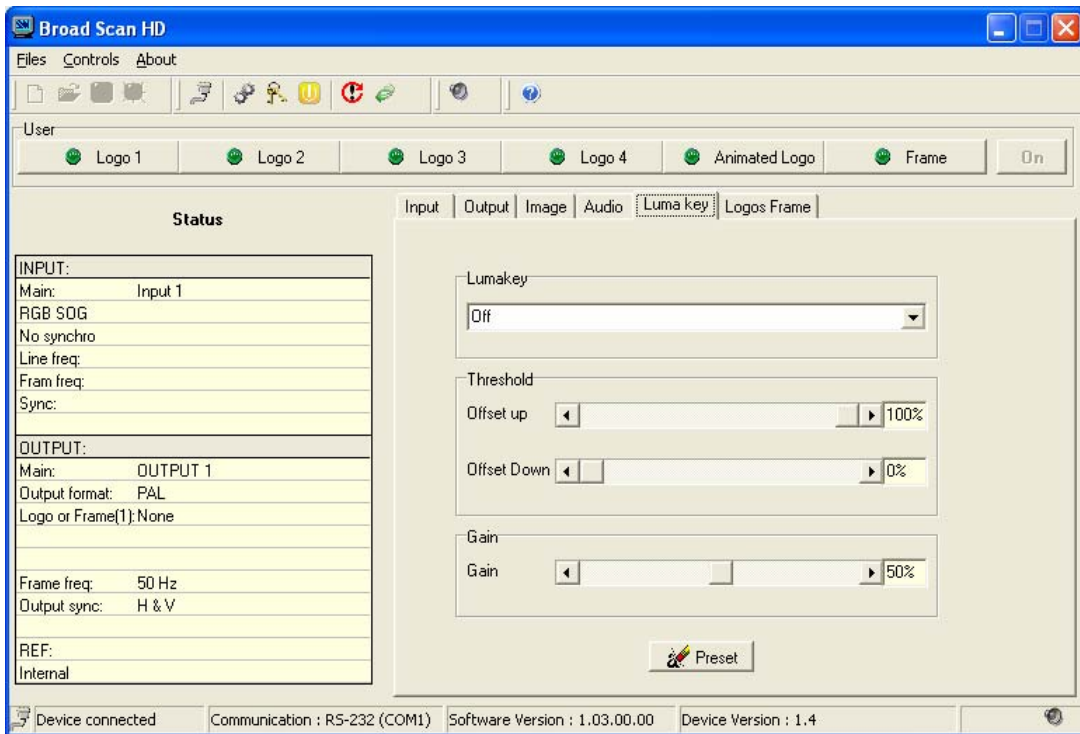 Broad Scan HD
Files Controls About
User
Logo 1 Logo 2 Logo 3 Logo 4 Animated Logo Frame On
Status
INPUT:
Main: Input 1
RGB SOG
No synchro
Line freq:
Fram freq:
Sync:
OUTPUT:
Main: OUTPUT 1
Output format: PAL
Logo or Frame(1): None
Frame freq: 50 Hz
Output sync: H & V
REF:
Internal
Input Output Image Audio Luma key Logos Frame
Lumakey
Off
Threshold
Offset up 100%
Offset Down 0%
Gain
Gain 50%
Preset
Device connected Communication : RS-232 (COM1) Software Version : 1.03.00.00 Device Version : 1.4